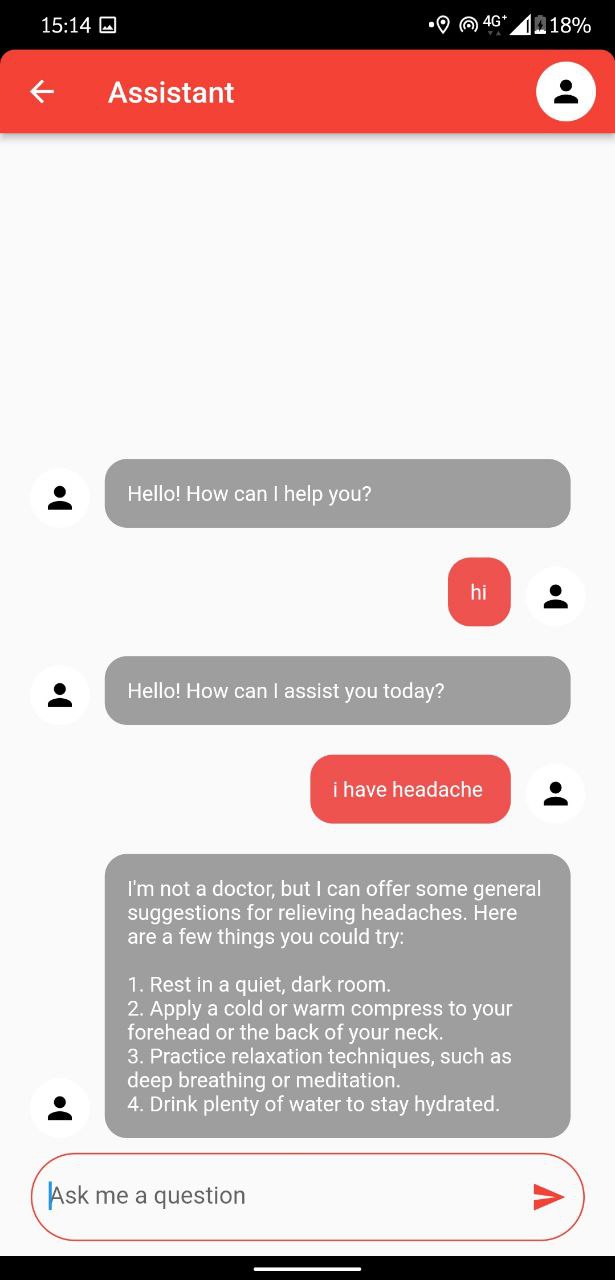 15:14
4G+
18%
Assistant
Hello! How can I help you?
hi
Hello! How can I assist you today?
i have headache
I'm not a doctor, but I can offer some general
suggestions for relieving headaches. Here
are a few things you could try:
1. Rest in a quiet, dark room.
2. Apply a cold or warm compress to your
forehead or the back of your neck.
3. Practice relaxation techniques, such as
deep breathing or meditation.
4. Drink plenty of water to stay hydrated.
Ask me a question